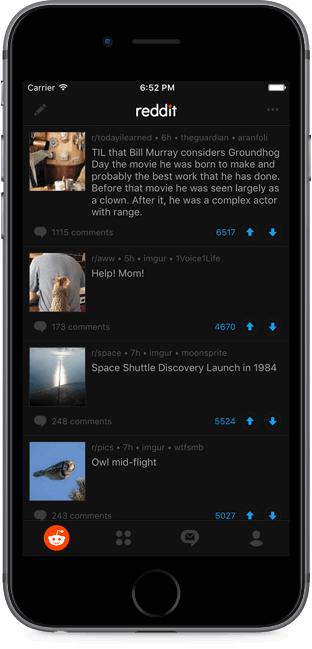 Carrier 6:52 PM
reddit
r/todayilearned • 6h • theguardian • aranfoli
TIL that Bill Murray considers Groundhog
Day the movie he was born to make and
probably the best work that he has done.
Before that movie he was seen largely as
a clown. After it, he was a complex actor
with range.
1115 comments 6517
r/aww • 5h • imgur • 1Voice1Life
Help! Mom!
173 comments 4670
r/space • 7h • imgur • moonsprite
Space Shuttle Discovery Launch in 1984
248 comments 5524
r/pics • 7h • imgur • wtfsmb
Owl mid-flight
243 comments 5027